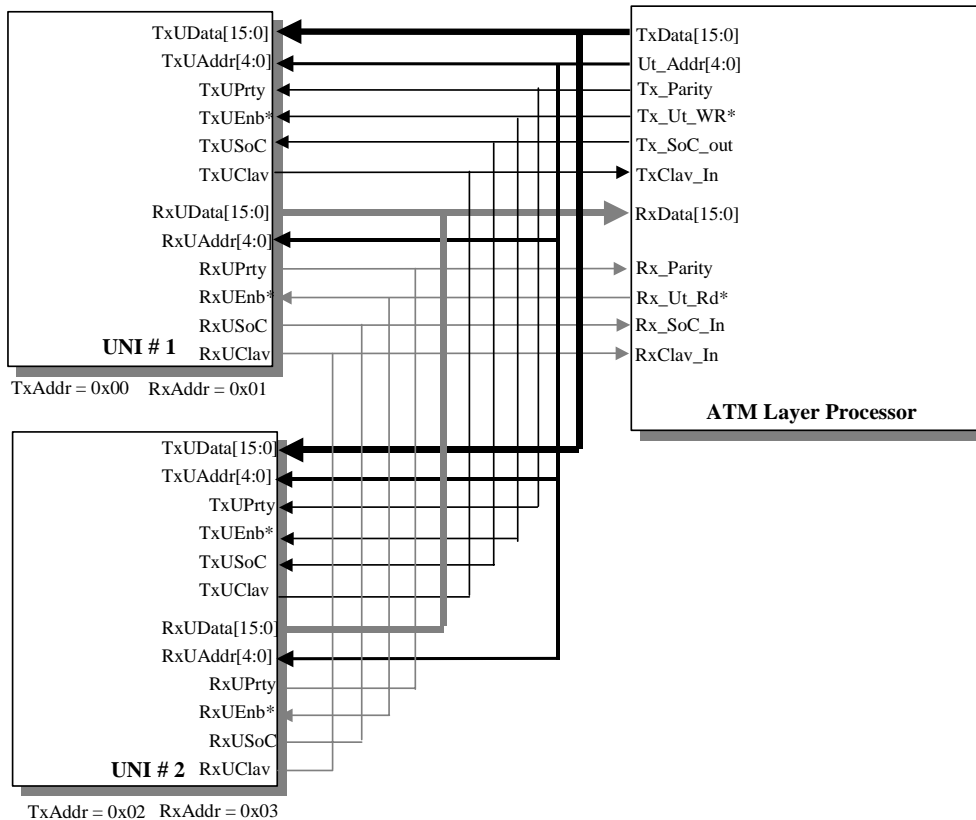 TxUData[15:0]
TxUAddr[4:0]
TxUPrty
TxUEnb*
TxUSoC
TxUClav
RxUData[15:0]
RxUAddr[4:0]
RxUPrty
RxUEnb*
RxUSoC
UNI # 1
RxUClav
TxAddr = 0x00 RxAddr = 0x01
TxData[15:0]
Ut_Addr[4:0]
Tx_Parity
Tx_Ut_WR*
Tx_SoC_out
TxClav_In
RxData[15:0]
Rx_Parity
Rx_Ut_Rd*
Rx_SoC_In
RxClav_In
ATM Layer Processor
TxUData[15:0]
TxUAddr[4:0]
TxUPrty
TxUEnb*
TxUSoC
TxUClav
RxUData[15:0]
RxUAddr[4:0]
RxUPrty
RxUEnb*
RxUSoC
UNI # 2
RxUClav
TxAddr = 0x02 RxAddr = 0x03